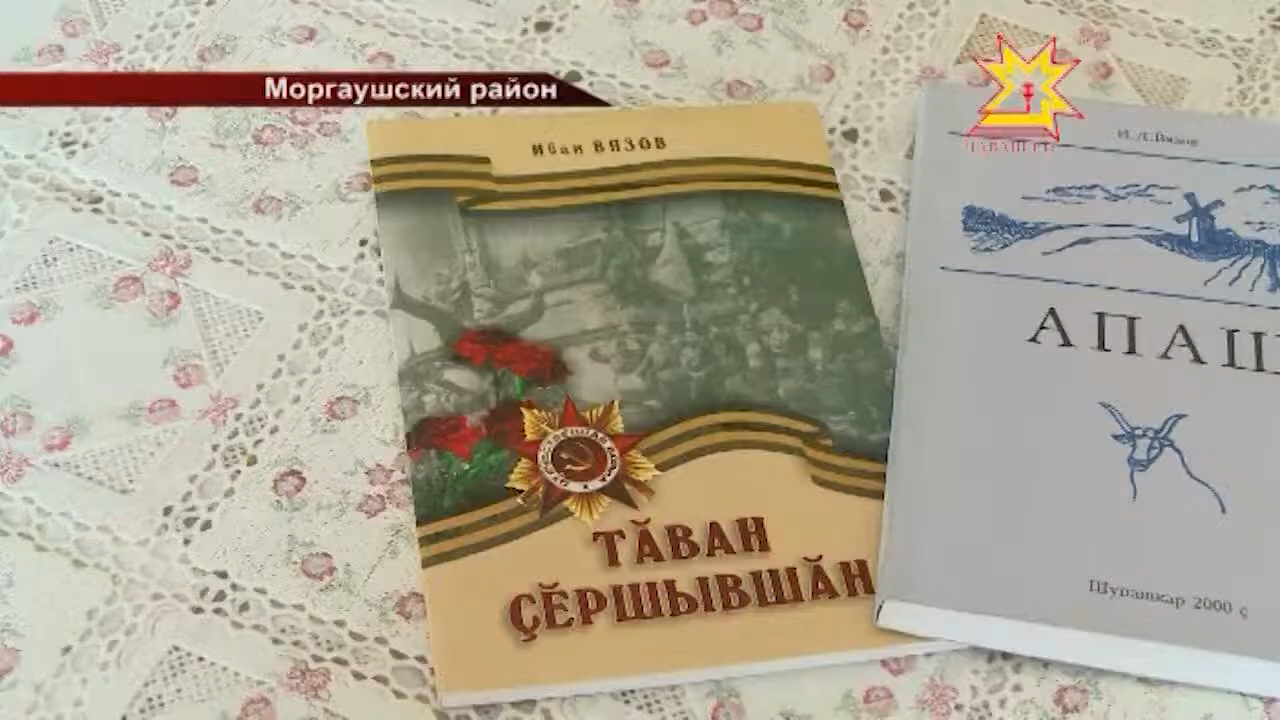 Моргаушский район
Иван ВЯЗОВ
ТĂВАН
ÇĔРШЫВШĂН
И. Д. Вязов
АПАШ
Шупашкар 2000 ç